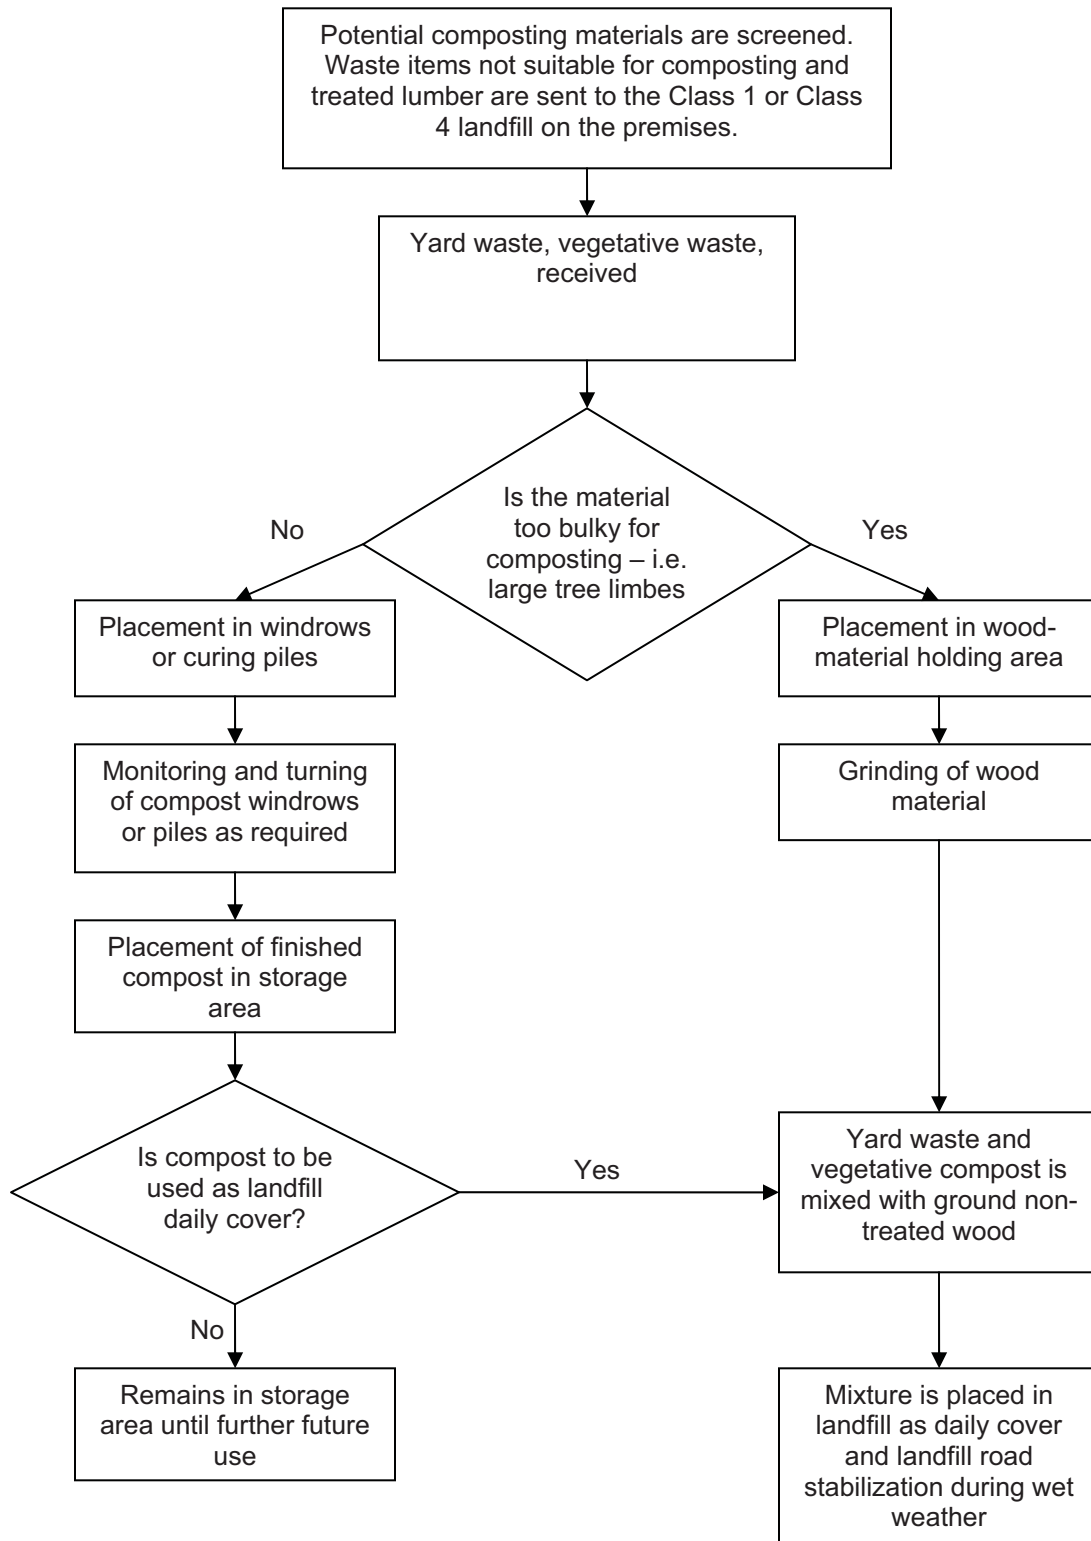 Potential composting materials are screened.
Waste items not suitable for composting and
treated lumber are sent to the Class 1 or Class
4 landfill on the premises.
Yard waste, vegetative waste,
received
Is the material
too bulky for
composting – i.e.
large tree limbes
No
Yes
Placement in windrows
or curing piles
Placement in wood-
material holding area
Monitoring and turning
of compost windrows
or piles as required
Grinding of wood
material
Placement of finished
compost in storage
area
Is compost to be
used as landfill
daily cover?
Yes
Yard waste and
vegetative compost is
mixed with ground non-
treated wood
No
Remains in storage
area until further future
use
Mixture is placed in
landfill as daily cover
and landfill road
stabilization during wet
weather